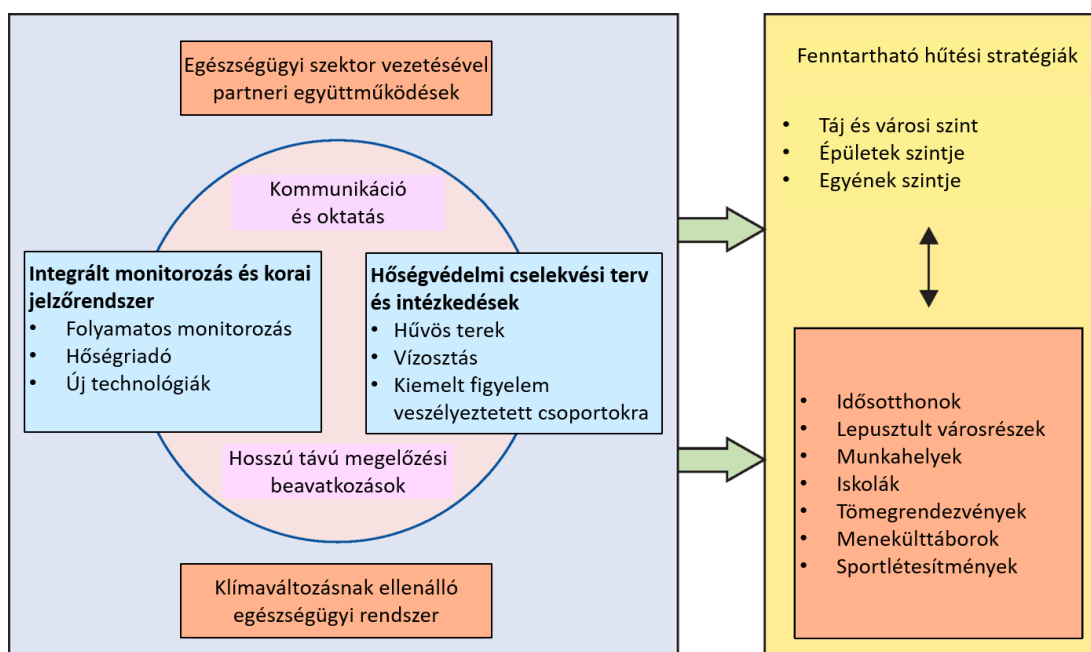 Egészségügyi szektor vezetésével
partneri együttműködések
Kommunikáció
és oktatás
Integrált monitorozás és korai
jelzőrendszer
• Folyamatos monitorozás
• Hőségriadó
• Új technológiák
Hőségvédelmi cselekvési terv
és intézkedések
• Hűvös terek
• Vízosztás
• Kiemelt figyelem
veszélyeztetett csoportokra
Hosszú távú megelőzési
beavatkozások
Klímaváltozásnak ellenálló
egészségügyi rendszer
Fenntartható hűtési stratégiák
• Táj és városi szint
• Épületek szintje
• Egyének szintje
• Idősotthonok
• Lepusztult városrészek
• Munkahelyek
• Iskolák
• Tömegrendezvények
• Menekülttáborok
• Sportlétesítmények